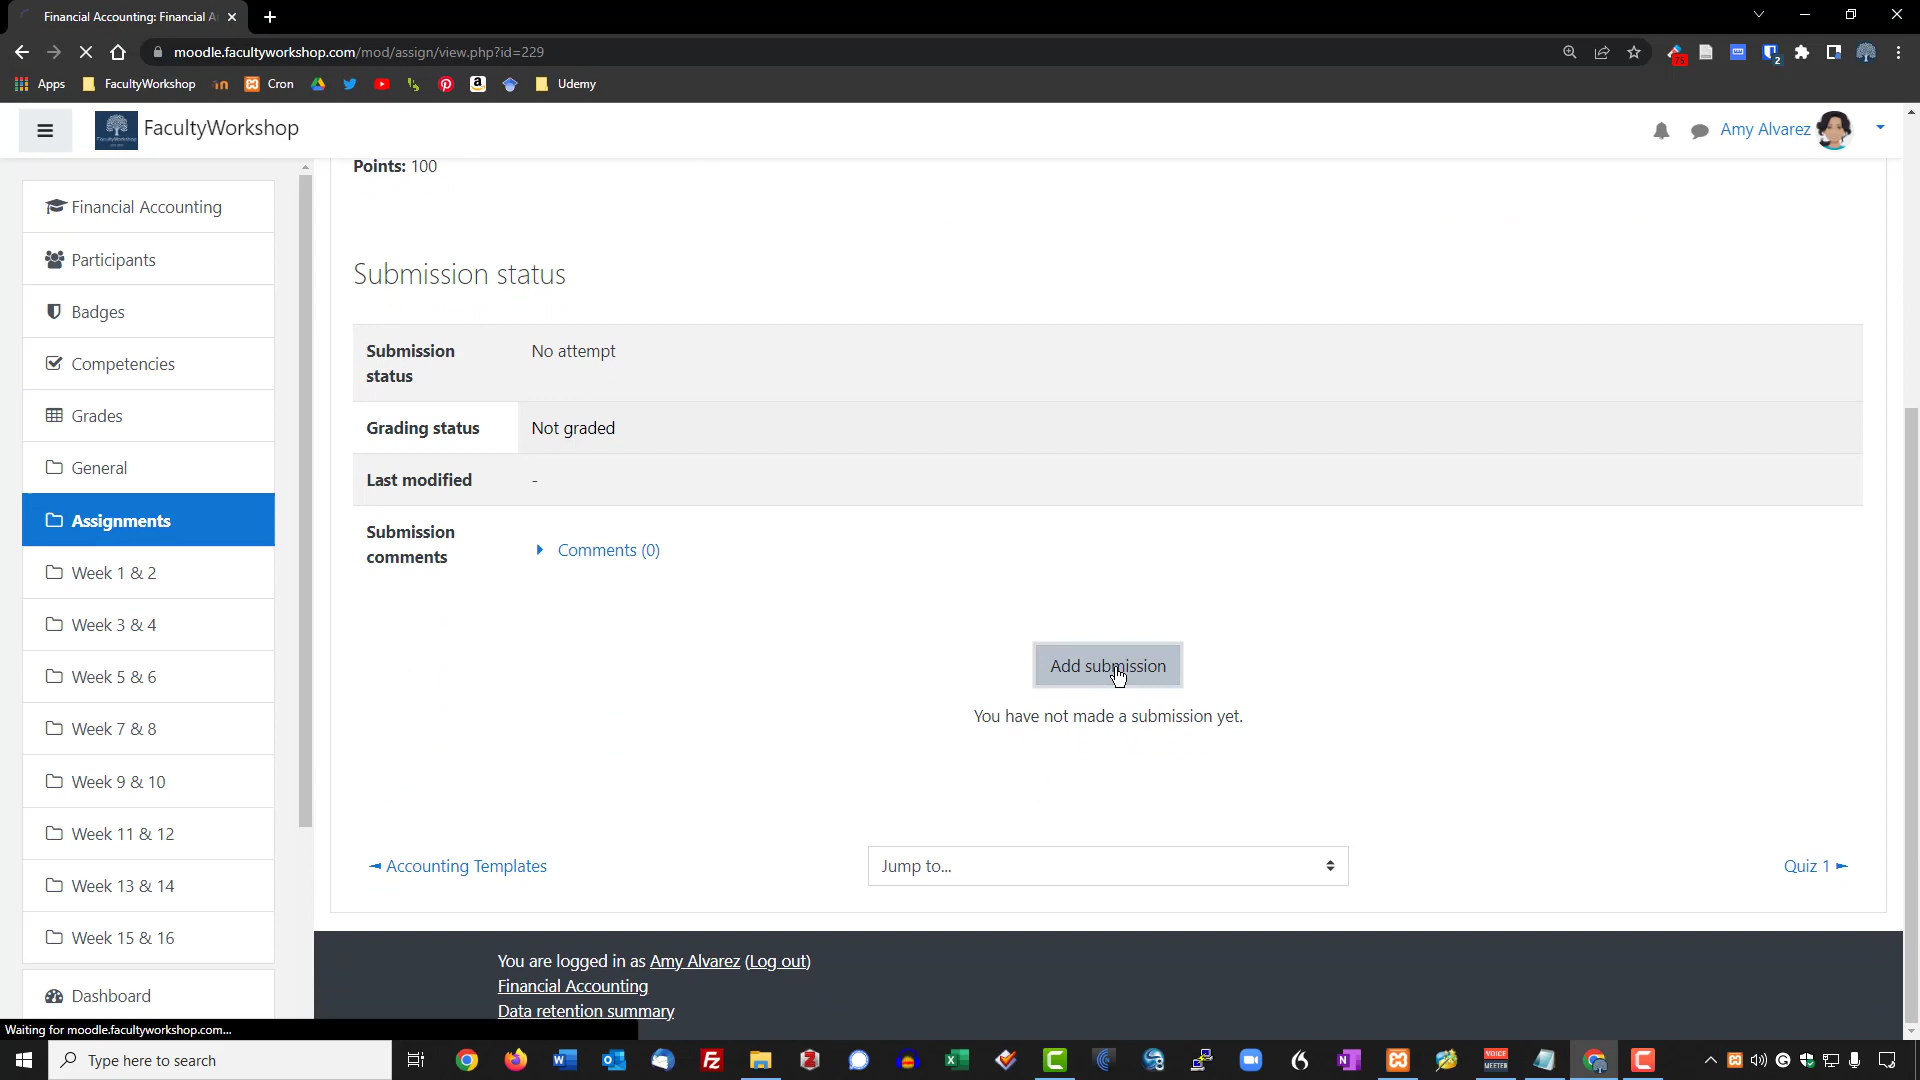 Financial Accounting: Financial A
moodle.facultyworkshop.com/mod/assign/view.php?id=229
75
2
Apps
FacultyWorkshop
Cron
Udemy
FacultyWorkshop
Amy Alvarez
Points: 100
Financial Accounting
Participants
Badges
Competencies
Grades
General
Assignments
Week 1 & 2
Week 3 & 4
Week 5 & 6
Week 7 & 8
Week 9 & 10
Week 11 & 12
Week 13 & 14
Week 15 & 16
Dashboard
Submission status
Submission status No attempt
Grading status Not graded
Last modified -
Submission comments Comments (0)
Add submission
You have not made a submission yet.
◄ Accounting Templates
Jump to...
Quiz 1 ►
You are logged in as Amy Alvarez (Log out)
Financial Accounting
Data retention summary
Waiting for moodle.facultyworkshop.com...
Type here to search
VOICE
MEETER